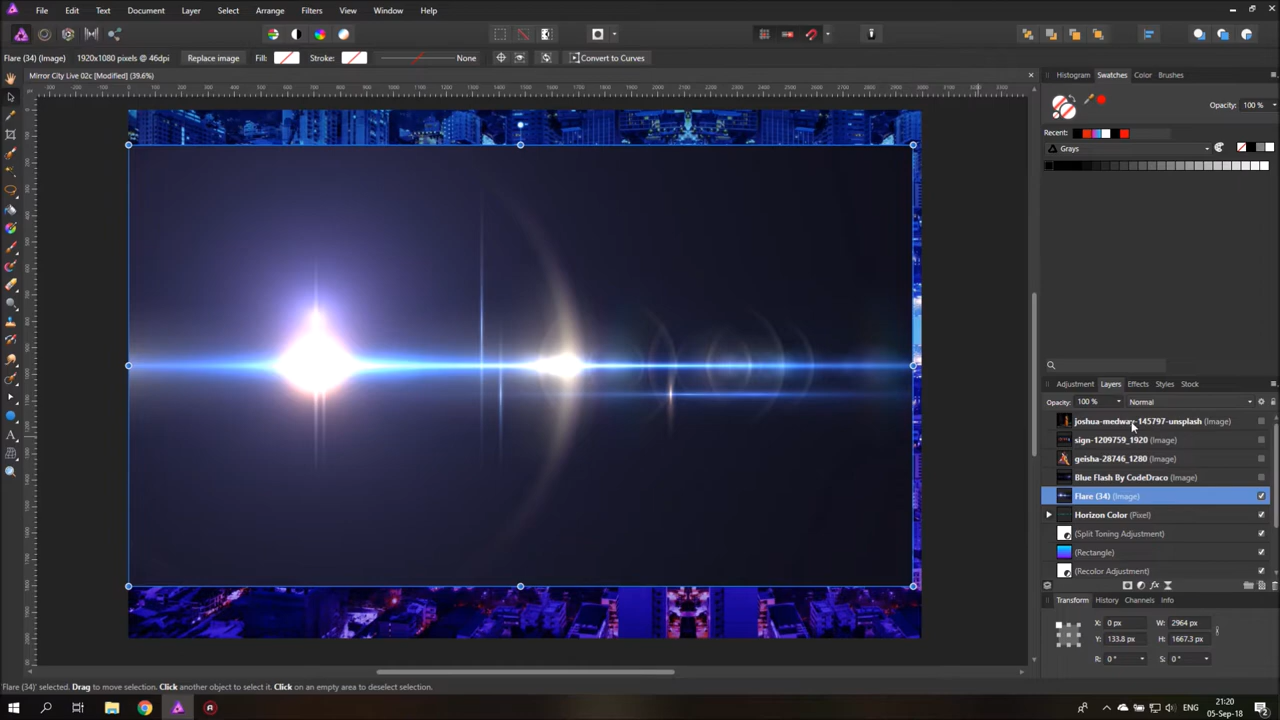 File Edit Text Document Layer Select Arrange Filters View Window Help
Flare (34) (Image) 1920x1080 pixels @ 46dpi Replace image Fill: Stroke: None Convert to Curves
Mirror City Live 02c [Modified] (39.6%)
Histogram Swatches Color Brushes
Opacity: 100 %
Recent:
Grays
Adjustment Layers Effects Styles Stock
Opacity: 100 % Normal
joshua-medway-145797-unsplash (Image)
sign-1209759_1920 (Image)
geisha-28746_1280 (Image)
Blue Flash By CodeDraco (Image)
Flare (34) (Image)
Horizon Color (Pixel)
(Split Toning Adjustment)
(Rectangle)
(Recolor Adjustment)
Transform History Channels Info
X: 0 px W: 2964 px
Y: 133.8 px H: 1667.3 px
R: 0 ° S: 0 °
'Flare (34)' selected. Drag to move selection. Click another object to select it. Click on an empty area to deselect selection.
ENG
21:20
05-Sep-18